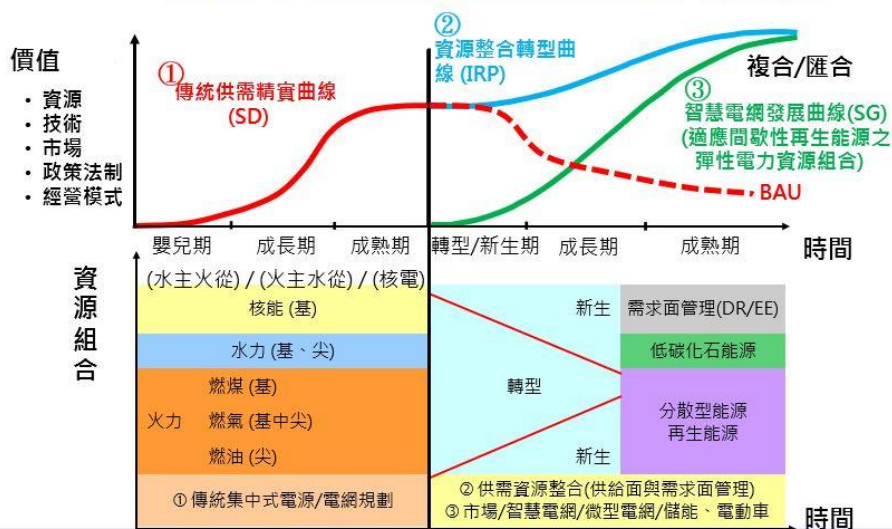 價值
• 資源
• 技術
• 市場
• 政策法制
• 經營模式
①
傳統供需精實曲線
(SD)
②
資源整合轉型曲
線 (IRP)
複合/匯合
③
智慧電網發展曲線(SG)
(適應間歇性再生能源之
彈性電力資源組合)
BAU
嬰兒期
成長期
成熟期
轉型/新生期
成長期
成熟期
時間
資源組合
(水主火從) / (火主水從) / (核電)
核能 (基)
水力 (基、尖)
燃煤 (基)
火力
燃氣 (基中尖)
燃油 (尖)
①傳統集中式電源/電網規劃
新生
轉型
新生
需求面管理(DR/EE)
低碳化石能源
分散型能源
再生能源
②供需資源整合(供給面與需求面管理)
③市場/智慧電網/微型電網/儲能、電動車
時間